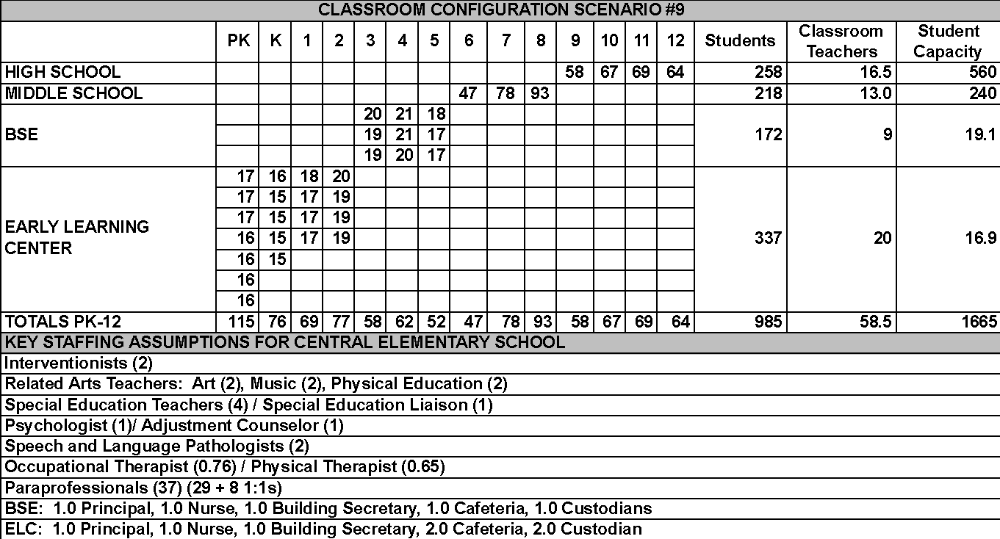 CLASSROOM CONFIGURATION SCENARIO #9
PK K 1 2 3 4 5 6 7 8 9 10 11 12 Students Classroom Teachers Student Capacity
HIGH SCHOOL 58 67 69 64 258 16.5 560
MIDDLE SCHOOL 47 78 93 218 13.0 240
20 21 18
BSE 19 21 17 172 9 19.1
19 20 17
17 16 18 20
17 15 17 19
17 15 17 19
EARLY LEARNING CENTER 16 15 17 19 337 20 16.9
16 15
16
16
TOTALS PK-12 115 76 69 77 58 62 52 47 78 93 58 67 69 64 985 58.5 1665
KEY STAFFING ASSUMPTIONS FOR CENTRAL ELEMENTARY SCHOOL
Interventionists (2)
Related Arts Teachers: Art (2), Music (2), Physical Education (2)
Special Education Teachers (4) / Special Education Liaison (1)
Psychologist (1)/ Adjustment Counselor (1)
Speech and Language Pathologists (2)
Occupational Therapist (0.76) / Physical Therapist (0.65)
Paraprofessionals (37) (29 + 8 1:1s)
BSE: 1.0 Principal, 1.0 Nurse, 1.0 Building Secretary, 1.0 Cafeteria, 1.0 Custodians
ELC: 1.0 Principal, 1.0 Nurse, 1.0 Building Secretary, 2.0 Cafeteria, 2.0 Custodian